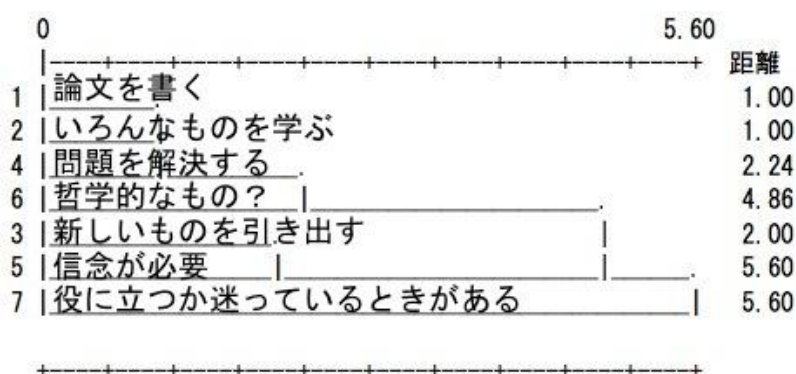 0 5.60
|----+----+----+----+----+----+----+----+----+----+ 距離
1 |論文を書く 1.00
2 |いろんなものを学ぶ 1.00
4 |問題を解決する 2.24
6 |哲学的なもの? 4.86
3 |新しいものを引き出す 2.00
5 |信念が必要 5.60
7 |役に立つか迷っているときがある 5.60
+----+----+----+----+----+----+----+----+----+----+